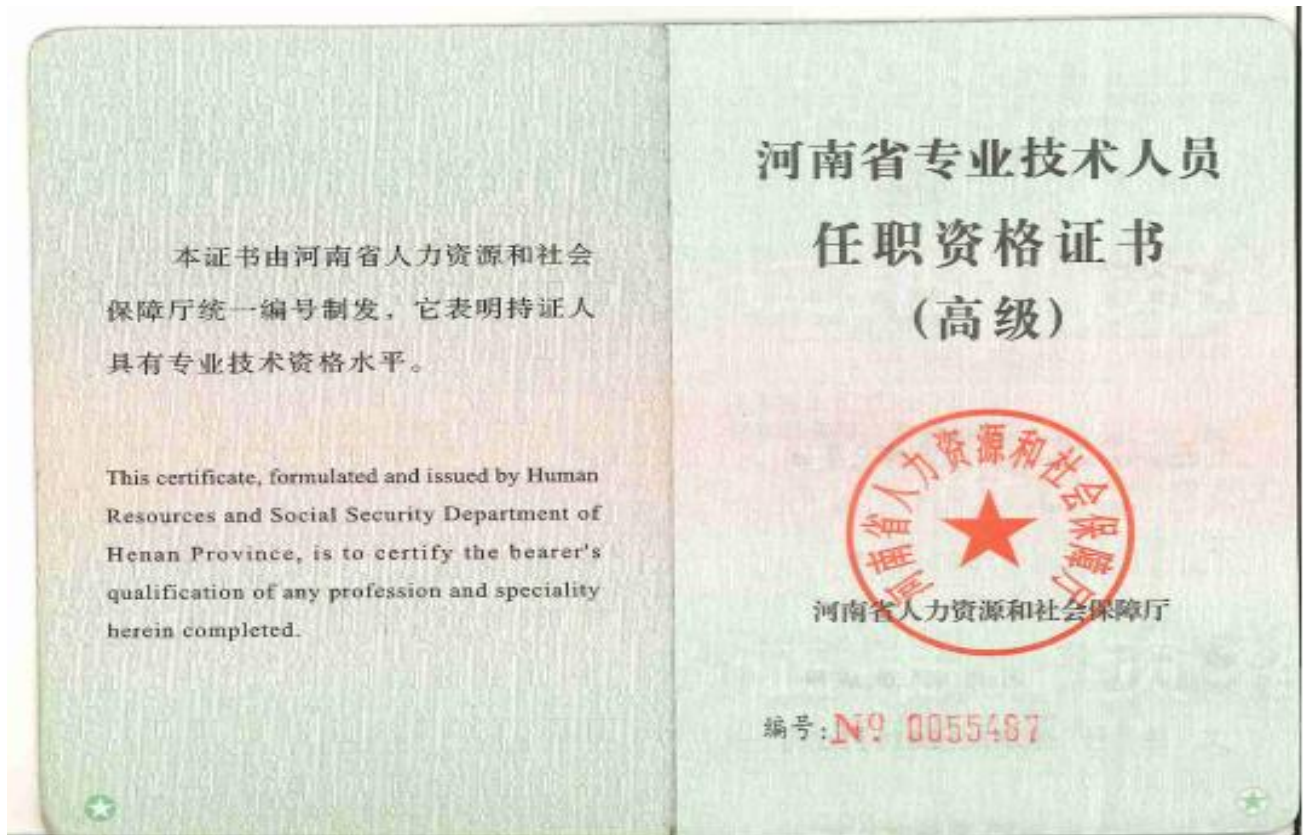 本证书由河南省人力资源和社会
保障厅统一编号制发，它表明持证人
具有专业技术资格水平。
This certificate, formulated and issued by Human
Resources and Social Security Department of
Henan Province, is to certify the bearer's
qualification of any profession and speciality
herein completed.
河南省专业技术人员
任职资格证书
(高级)
河南省人力资源和社会保障厅
河南省人力资源和社会保障厅
编号:No 0055487